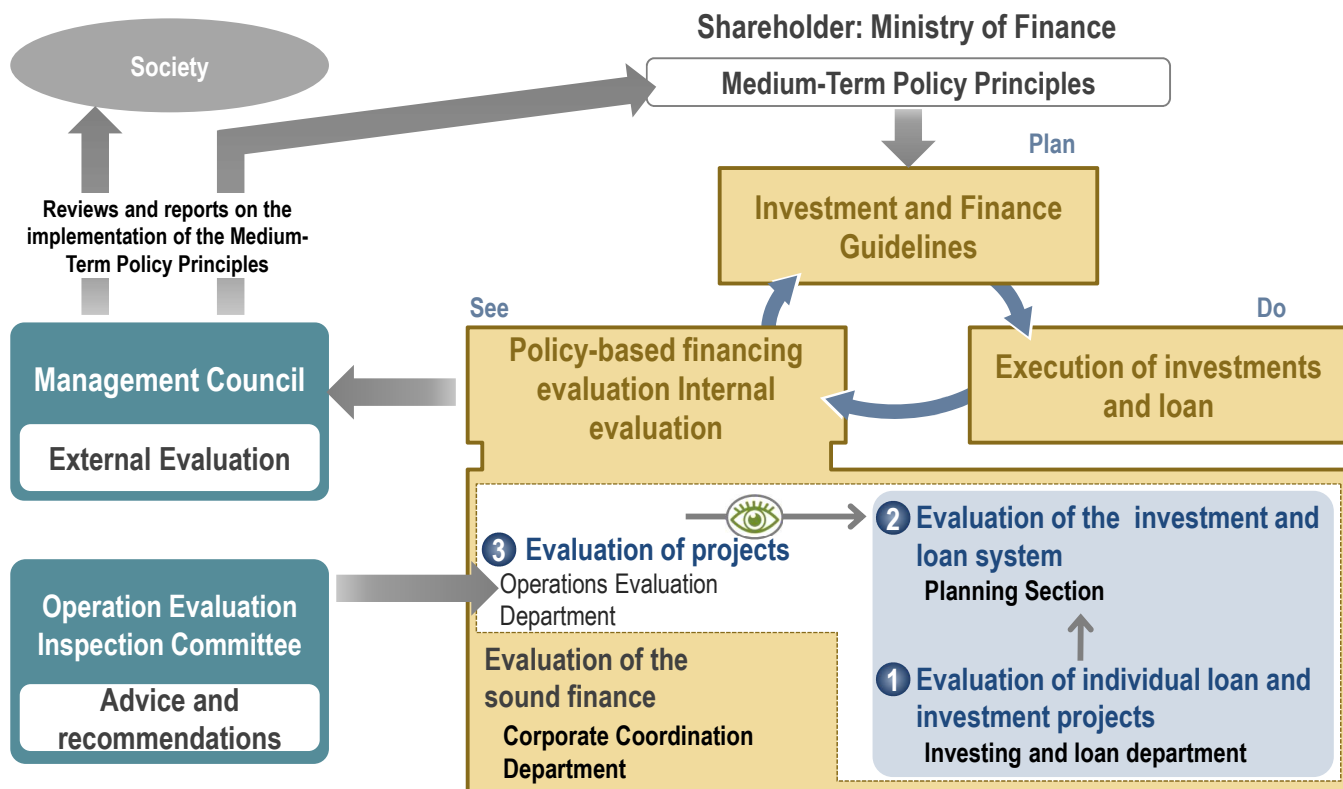 Shareholder: Ministry of Finance
Society
Medium-Term Policy Principles
Plan
Reviews and reports on the
implementation of the Medium-
Term Policy Principles
Investment and Finance
Guidelines
See
Do
Management Council
External Evaluation
Policy-based financing
evaluation Internal
evaluation
Execution of investments
and loan
Operation Evaluation
Inspection Committee
Advice and
recommendations
3 Evaluation of projects
Operations Evaluation
Department
2 Evaluation of the investment and
loan system
Planning Section
Evaluation of the
sound finance
Corporate Coordination
Department
1 Evaluation of individual loan and
investment projects
Investing and loan department